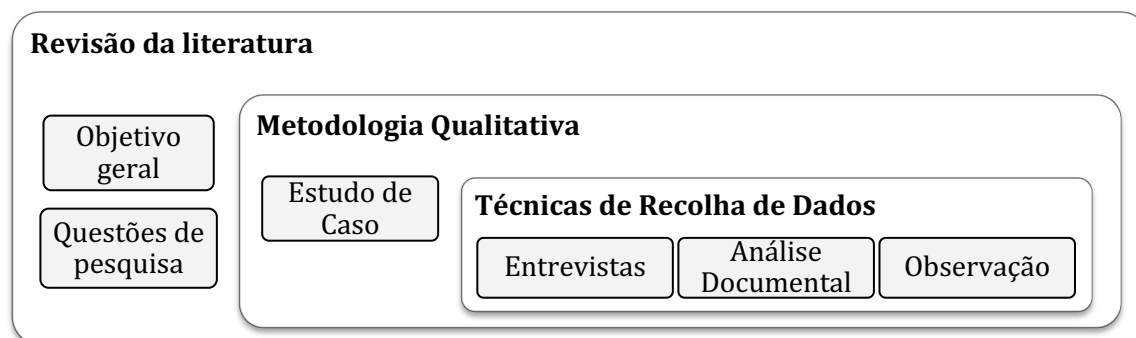 Revisão da literatura
Objetivo
geral
Questões de
pesquisa
Metodologia Qualitativa
Estudo de
Caso
Técnicas de Recolha de Dados
Entrevistas
Análise
Documental
Observação